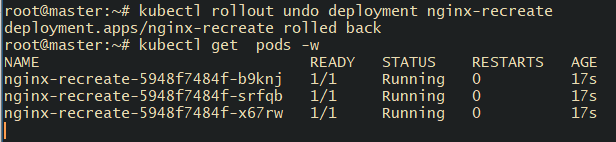 root@master:~# kubectl rollout undo deployment nginx-recreate
deployment.apps/nginx-recreate rolled back
root@master:~# kubectl get  pods -w
NAME                              READY   STATUS    RESTARTS   AGE
nginx-recreate-5948f7484f-b9knj   1/1     Running   0          17s
nginx-recreate-5948f7484f-srfqb   1/1     Running   0          17s
nginx-recreate-5948f7484f-x67rw   1/1     Running   0          17s